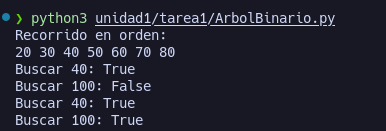 ❯ python3 unidad1/tarea1/ArbolBinario.py
Recorrido en orden:
20 30 40 50 60 70 80
Buscar 40: True
Buscar 100: False
Buscar 40: True
Buscar 100: True